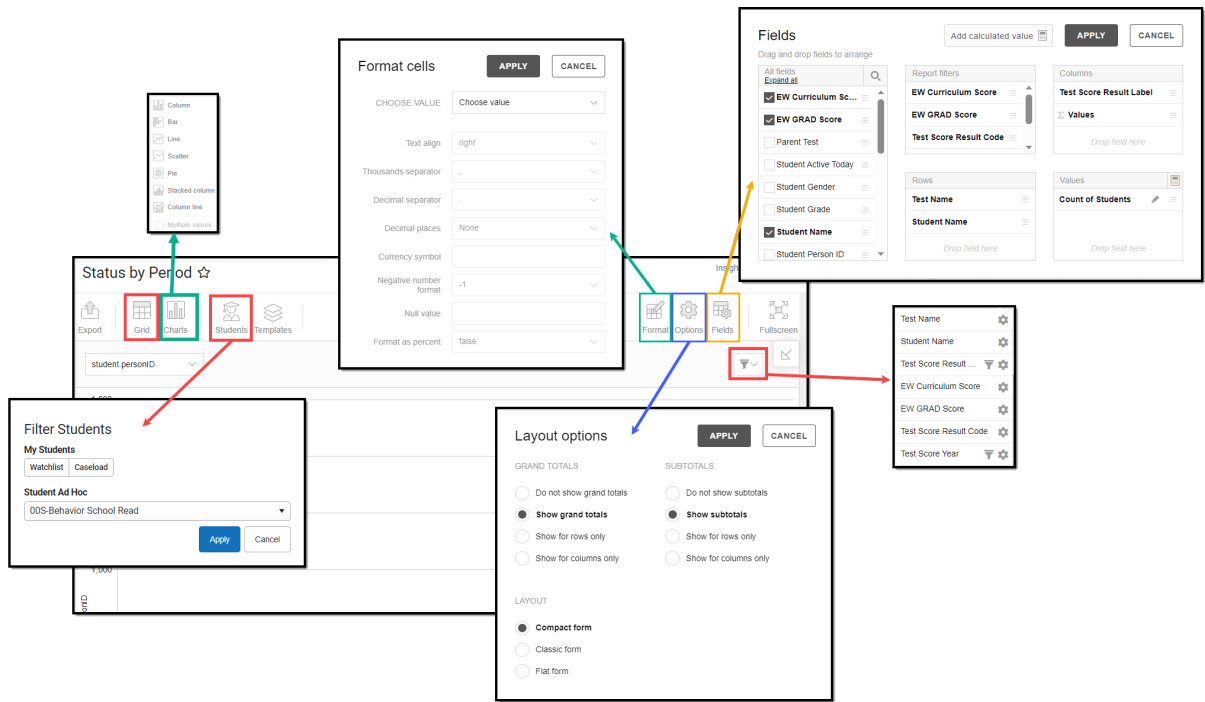 Column
Bar
Line
Scatter
Pie
Stacked column
Column line
Multiple values
Format cells
APPLY
CANCEL
CHOOSE VALUE
Choose value
Text align
right
Thousands separator
,
Decimal separator
.
Decimal places
None
Currency symbol
Negative number
format
-1
Null value
Format as percent
false
Fields
Add calculated value
APPLY
CANCEL
Drag and drop fields to arrange
All fields
Expand all
EW Curriculum Sc...
EW GRAD Score
Parent Test
Student Active Today
Student Gender
Student Grade
Student Name
Student Person ID
Report filters
EW Curriculum Score
EW GRAD Score
Test Score Result Code
Columns
Test Score Result Label
Σ Values
Drop field here
Rows
Test Name
Student Name
Drop field here
Values
Count of Students
Drop field here
Status by Period ☆
Insigh
Export
Grid
Charts
Students
Templates
Format
Options
Fields
Fullscreen
student.personID
1,000
Filter Students
My Students
Watchlist
Caseload
Student Ad Hoc
00S-Behavior School Read
Apply
Cancel
Layout options
APPLY
CANCEL
GRAND TOTALS
SUBTOTALS
Do not show grand totals
Do not show subtotals
Show grand totals
Show subtotals
Show for rows only
Show for rows only
Show for columns only
Show for columns only
LAYOUT
Compact form
Classic form
Flat form
Test Name
Student Name
Test Score Result ...
EW Curriculum Score
EW GRAD Score
Test Score Result Code
Test Score Year